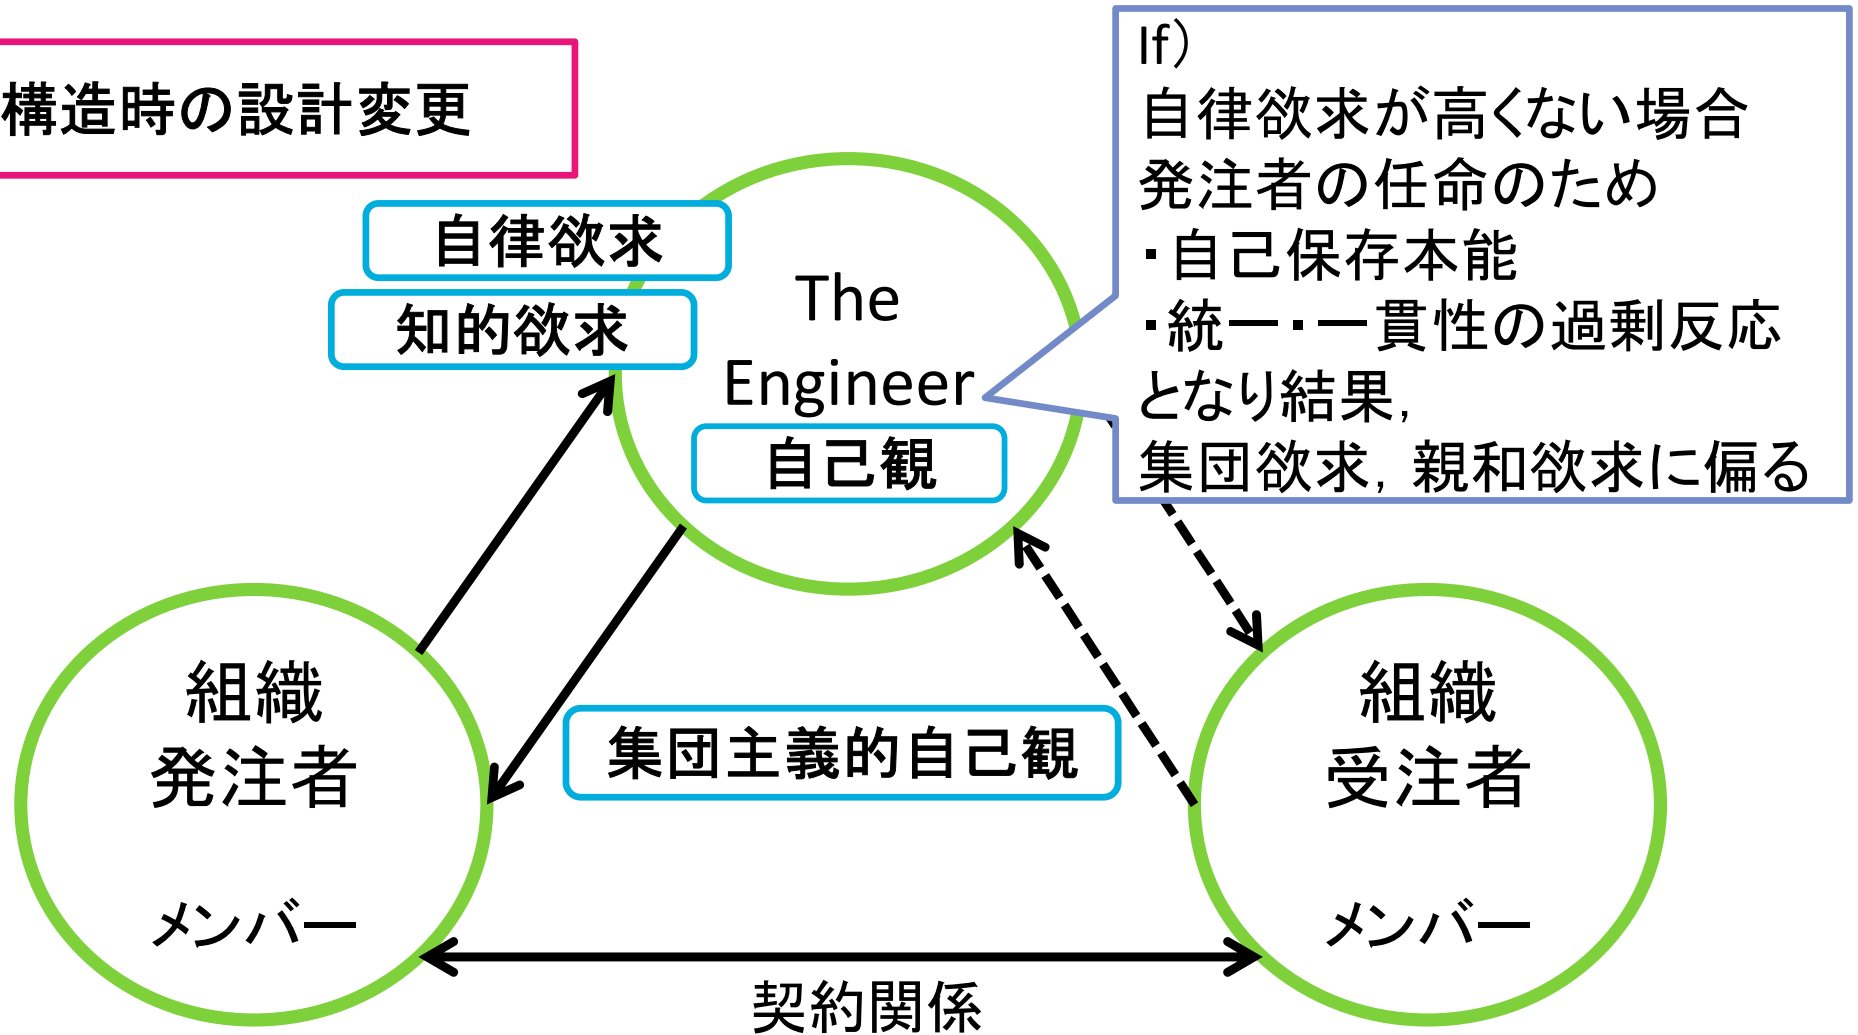 構造時の設計変更
If）
自律欲求が高くない場合
発注者の任命のため
・自己保存本能
・統一・一貫性の過剰反応
となり結果，
集団欲求，親和欲求に偏る
自律欲求
知的欲求
The
Engineer
自己観
組織
発注者
メンバー
集団主義的自己観
組織
受注者
メンバー
契約関係